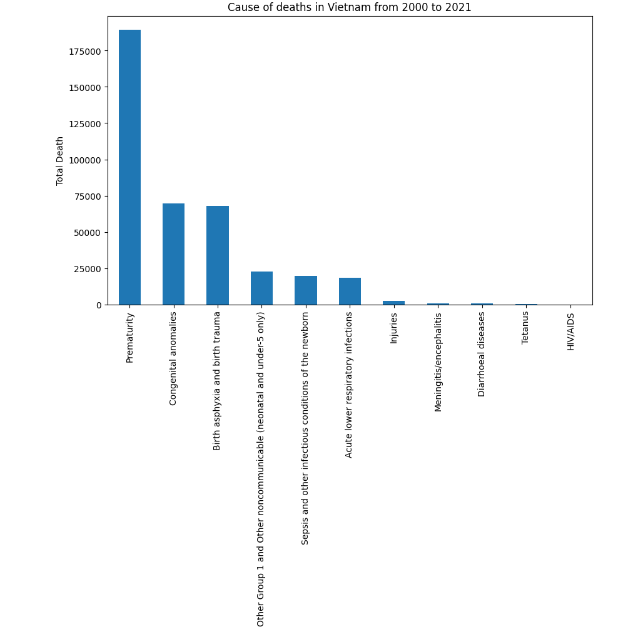 Cause of deaths in Vietnam from 2000 to 2021
Total Death
175000
150000
125000
100000
75000
50000
25000
0
Prematurity
Congenital anomalies
Birth asphyxia and birth trauma
Other Group 1 and Other noncommunicable (neonatal and under-5 only)
Sepsis and other infectious conditions of the newborn
Acute lower respiratory infections
Injuries
Meningitis/encephalitis
Diarrhoeal diseases
Tetanus
HIV/AIDS